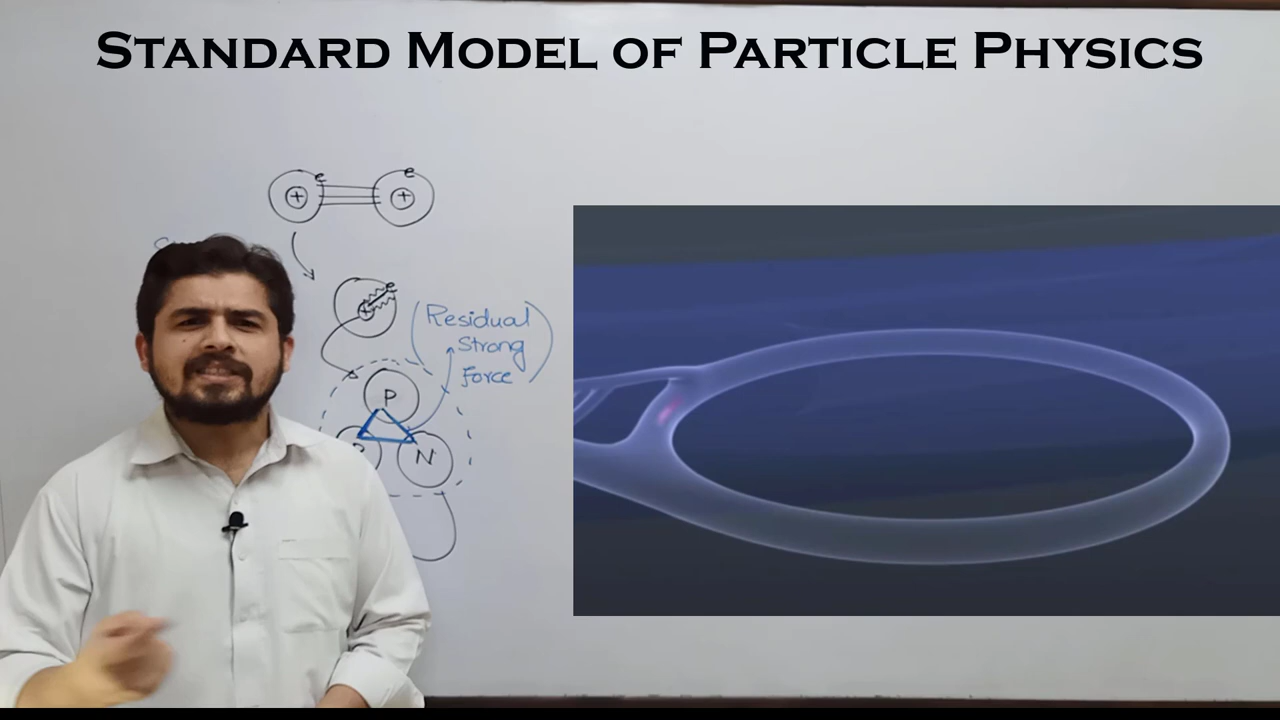 STANDARD MODEL OF PARTICLE PHYSICS
e e
+ +
e
+
(Residual
Strong
Force)
P
N